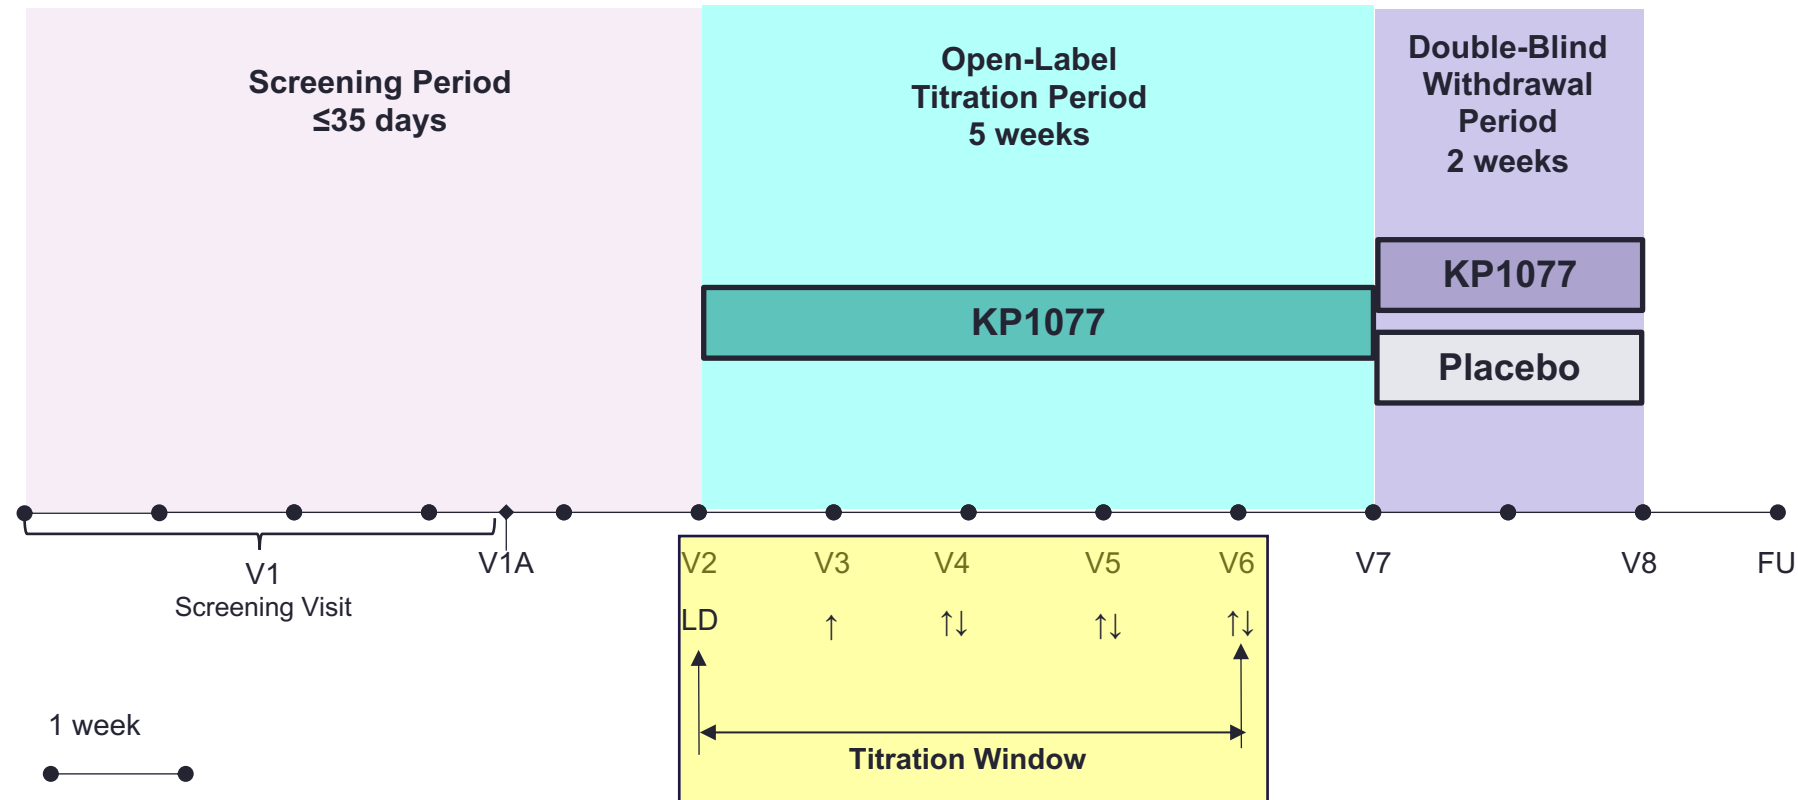 Screening Period
≤35 days
Open-Label
Titration Period
5 weeks
Double-Blind
Withdrawal
Period
2 weeks
KP1077
KP1077
Placebo
V1
Screening Visit
V1A
V2
V3
V4
V5
V6
V7
V8
FU
LD
↑
↑↓
↑↓
↑↓
Titration Window
1 week